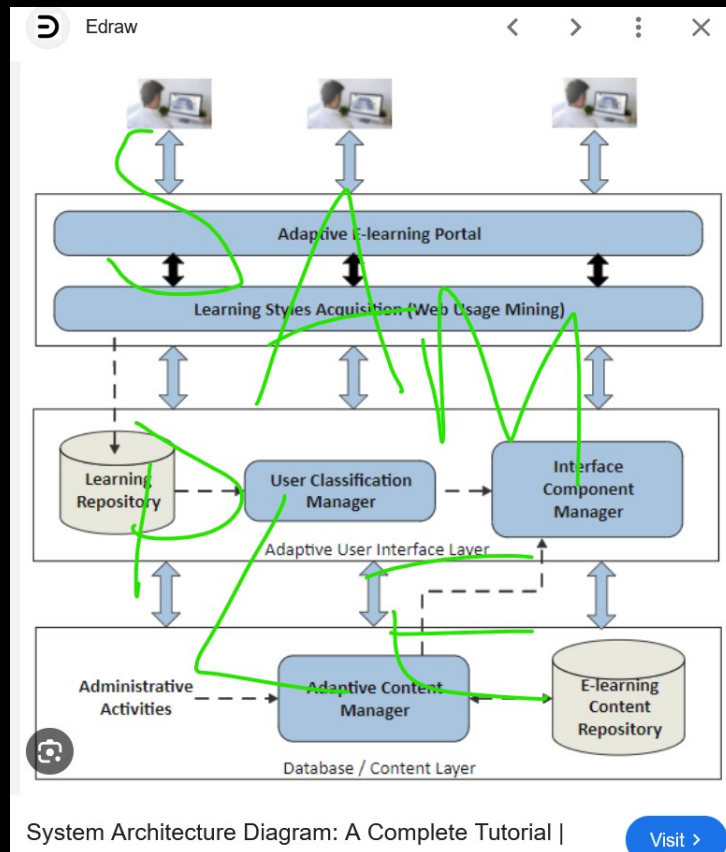 Edraw
Adaptive E-learning Portal
Learning Styles Acquisition (Web Usage Mining)
SAM
Learning
Repository
User Classification
Manager
Interface
Component
Manager
Adaptive User Interface Layer
PLE
Administrative
Activities
Adaptive Content
Manager
E-learning
Content
Repository
Database / Content Layer
System Architecture Diagram: A Complete Tutorial |
Visit >